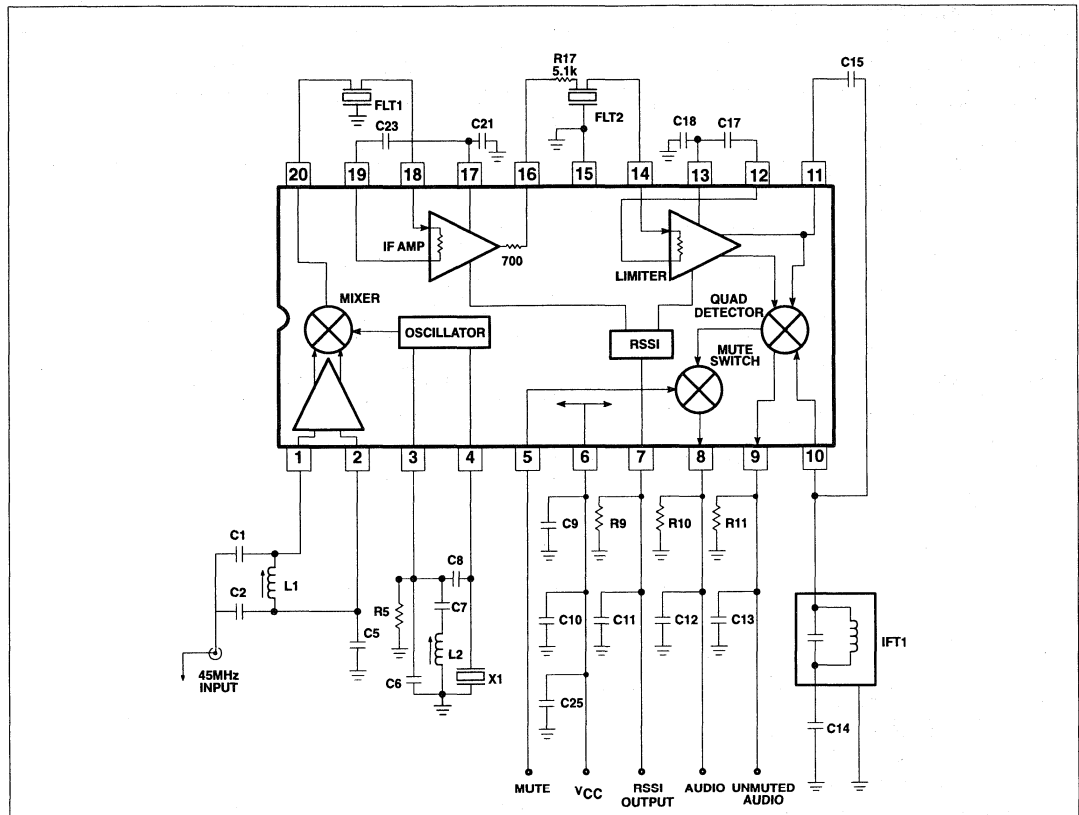 R17
5.1k
C15
FLT1
FLT2
C23
C21
C18
C17
20
19
18
17
16
15
14
13
12
11
IF AMP
700
LIMITER
MIXER
OSCILLATOR
RSSI
QUAD
DETECTOR
MUTE
SWITCH
1
2
3
4
5
6
7
8
9
10
C1
L1
C2
C5
45MHz
INPUT
R5
C6
C8
C7
L2
X1
C9
R9
R10
R11
C10
C11
C12
C13
C25
IFT1
C14
MUTE
VCC
RSSI
OUTPUT
AUDIO
UNMUTED
AUDIO